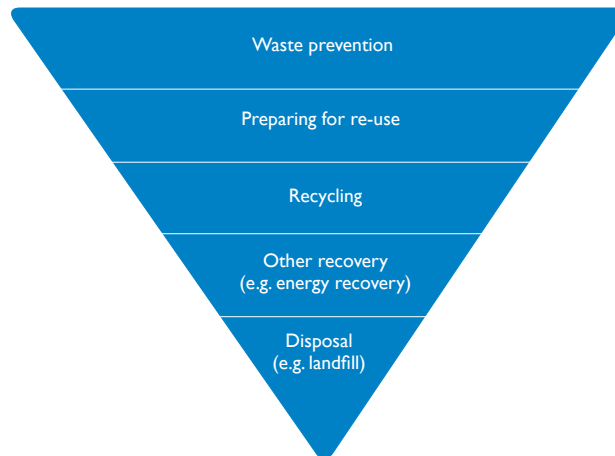 Waste prevention
Preparing for re-use
Recycling
Other recovery
(e.g. energy recovery)
Disposal
(e.g. landfill)